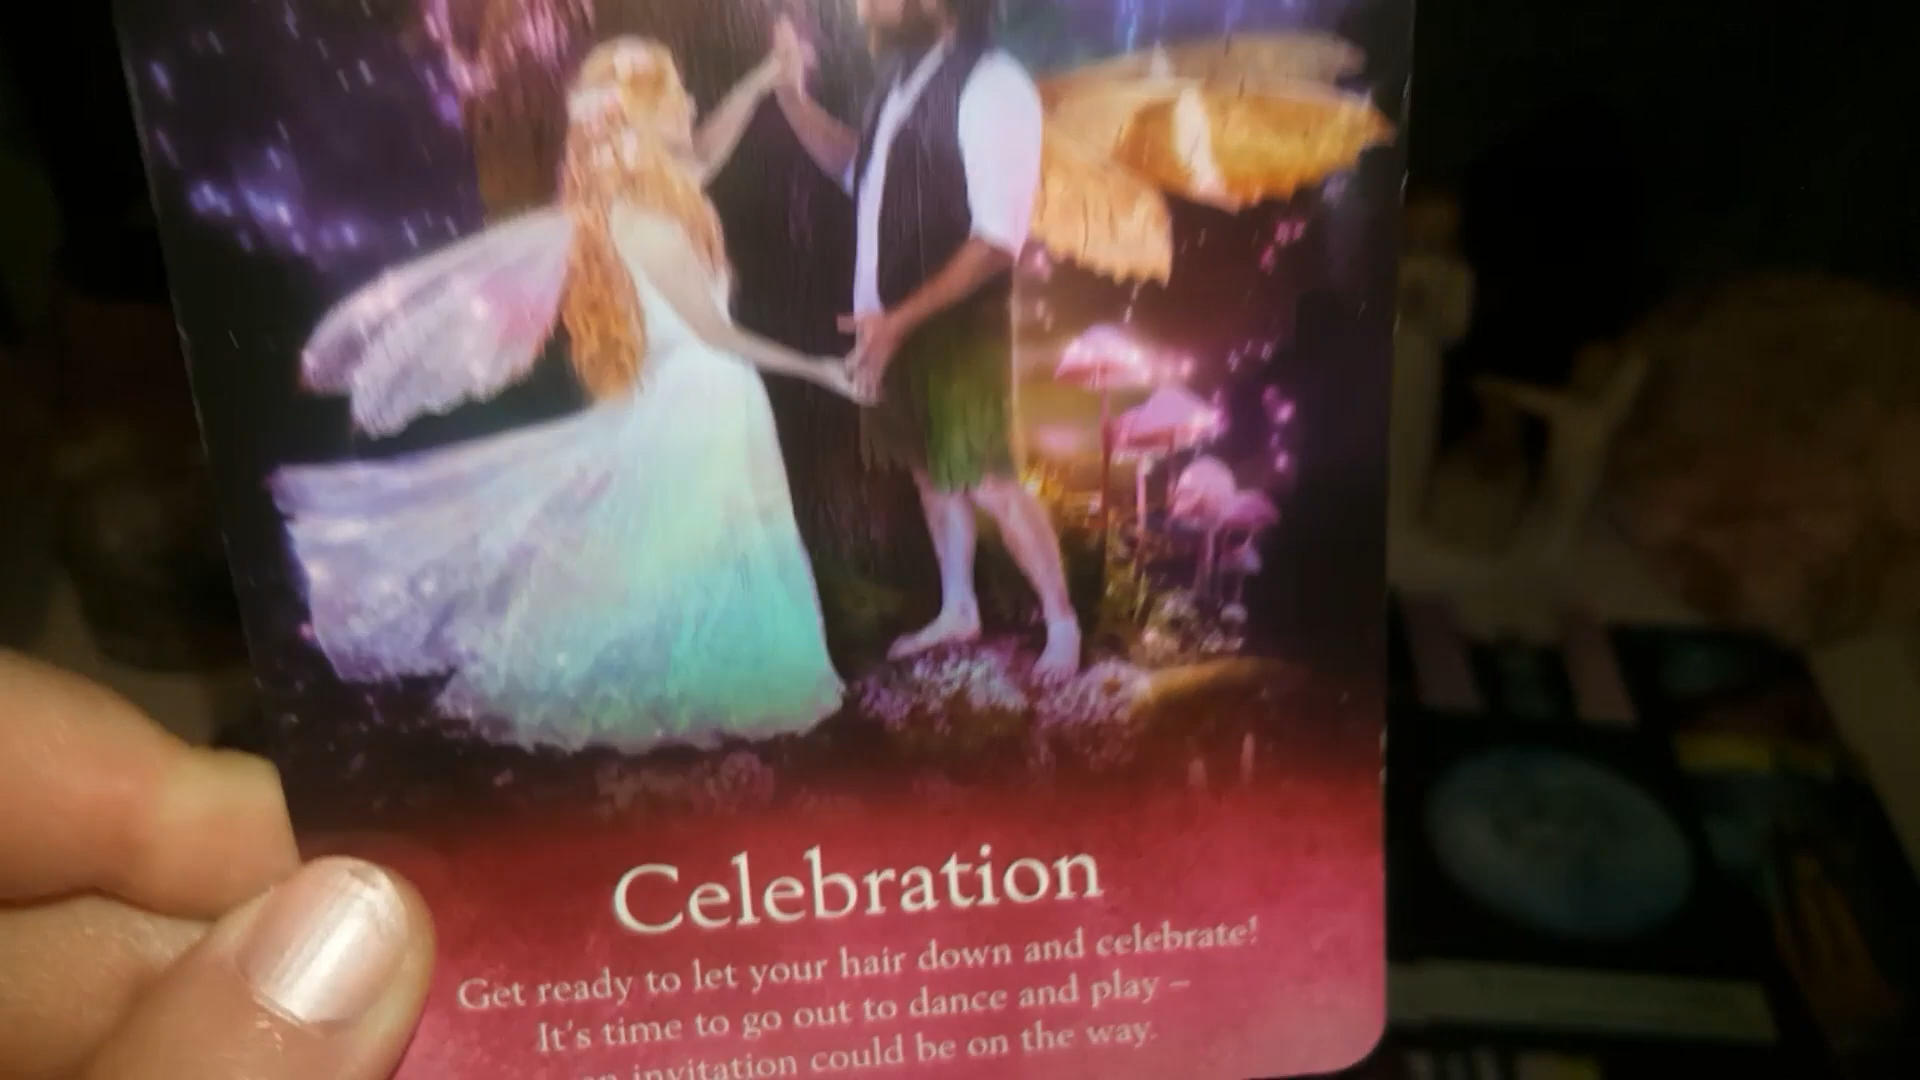 Celebration
Get ready to let your hair down and celebrate!
It's time to go out to dance and play –
an invitation could be on the way.